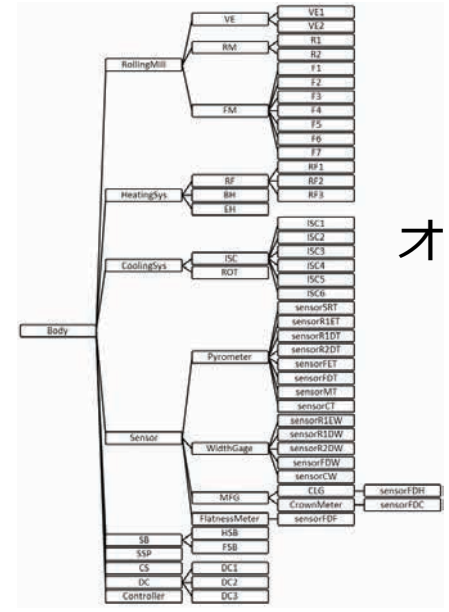 VE
VE1
VE2
RM
R1
R2
RollingMill
F1
F2
F3
FM
F4
F5
F6
F7
RF1
HeatingSys
RF
RF2
BH
RF3
EH
ISC1
ISC2
オ
ISC3
CoolingSys
ISC
ISC4
ROT
ISC5
ISC6
sensorSRT
sensorR1ET
Body
sensorR1DT
sensorR2DT
Pyrometer
sensorFET
sensorFDT
sensorMT
sensorCT
sensorR1EW
Sensor
sensorR1DW
WidthGage
sensorR2DW
sensorFDW
sensorCW
MFG
CLG
sensorFDH
CrownMeter
sensorFDC
FlatnessMeter
sensorFDF
SB
HSB
FSB
SSP
CS
DC1
DC
DC2
Controller
DC3